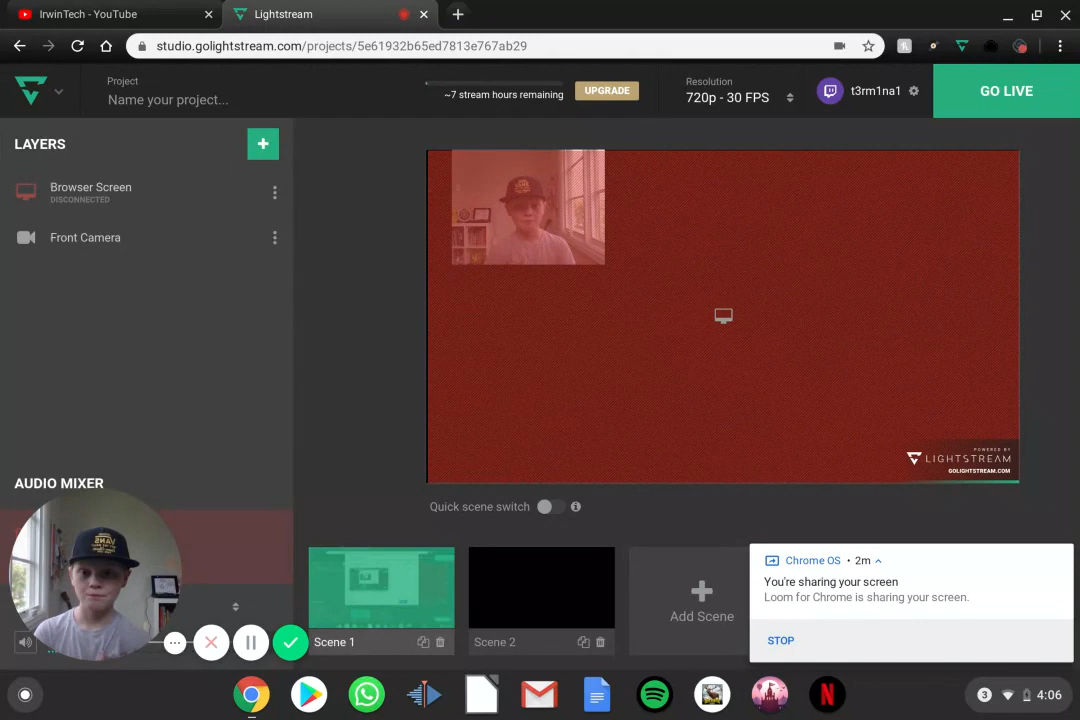 IrwinTech - YouTube
Lightstream
studio.golightstream.com/projects/5e61932b65ed7813e767ab29
Project
Name your project...
~7 stream hours remaining
UPGRADE
Resolution
720p - 30 FPS
t3rm1na1
GO LIVE
LAYERS
Browser Screen
DISCONNECTED
Front Camera
POWERED BY
LIGHTSTREAM
GOLIGHTSTREAM.COM
AUDIO MIXER
Quick scene switch
Scene 1
Scene 2
Add Scene
Chrome OS • 2m
You're sharing your screen
Loom for Chrome is sharing your screen.
STOP
3
4:06